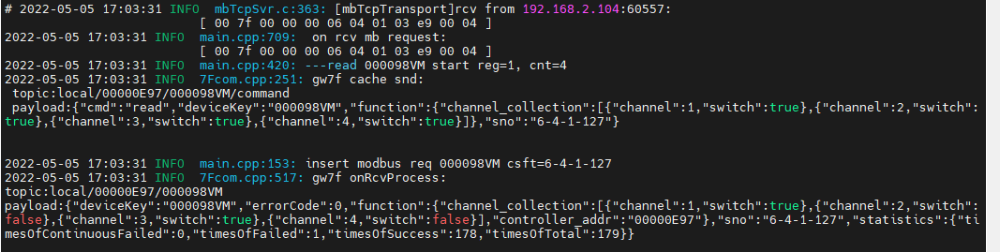 # 2022-05-05 17:03:31 INFO  mbTcpSvr.c:363: [mbTcpTransport]rcv from 192.168.2.104:60557:
[ 00 7f 00 00 00 06 04 01 03 e9 00 04 ]
2022-05-05 17:03:31 INFO  main.cpp:709:  on rcv mb request:
[ 00 7f 00 00 00 06 04 01 03 e9 00 04 ]
2022-05-05 17:03:31 INFO  main.cpp:420: ---read 000098VM start reg=1, cnt=4
2022-05-05 17:03:31 INFO  7Fcom.cpp:251: gw7f cache snd:
topic:local/00000E97/000098VM/command
payload:{"cmd":"read","deviceKey":"000098VM","function":{"channel_collection":[{"channel":1,"switch":true},{"channel":2,"switch":
true},{"channel":3,"switch":true},{"channel":4,"switch":true}]},"sno":"6-4-1-127"}
2022-05-05 17:03:31 INFO  main.cpp:153: insert modbus req 000098VM csft=6-4-1-127
2022-05-05 17:03:31 INFO  7Fcom.cpp:517: gw7f onRcvProcess:
topic:local/00000E97/000098VM
payload:{"deviceKey":"000098VM","errorCode":0,"function":{"channel_collection":[{"channel":1,"switch":true},{"channel":2,"switch":
false},{"channel":3,"switch":true},{"channel":4,"switch":false}],"controller_addr":"00000E97"},"sno":"6-4-1-127","statistics":{"ti
mesOfContinuousFailed":0,"timesOfFailed":1,"timesOfSuccess":178,"timesOfTotal":179}}